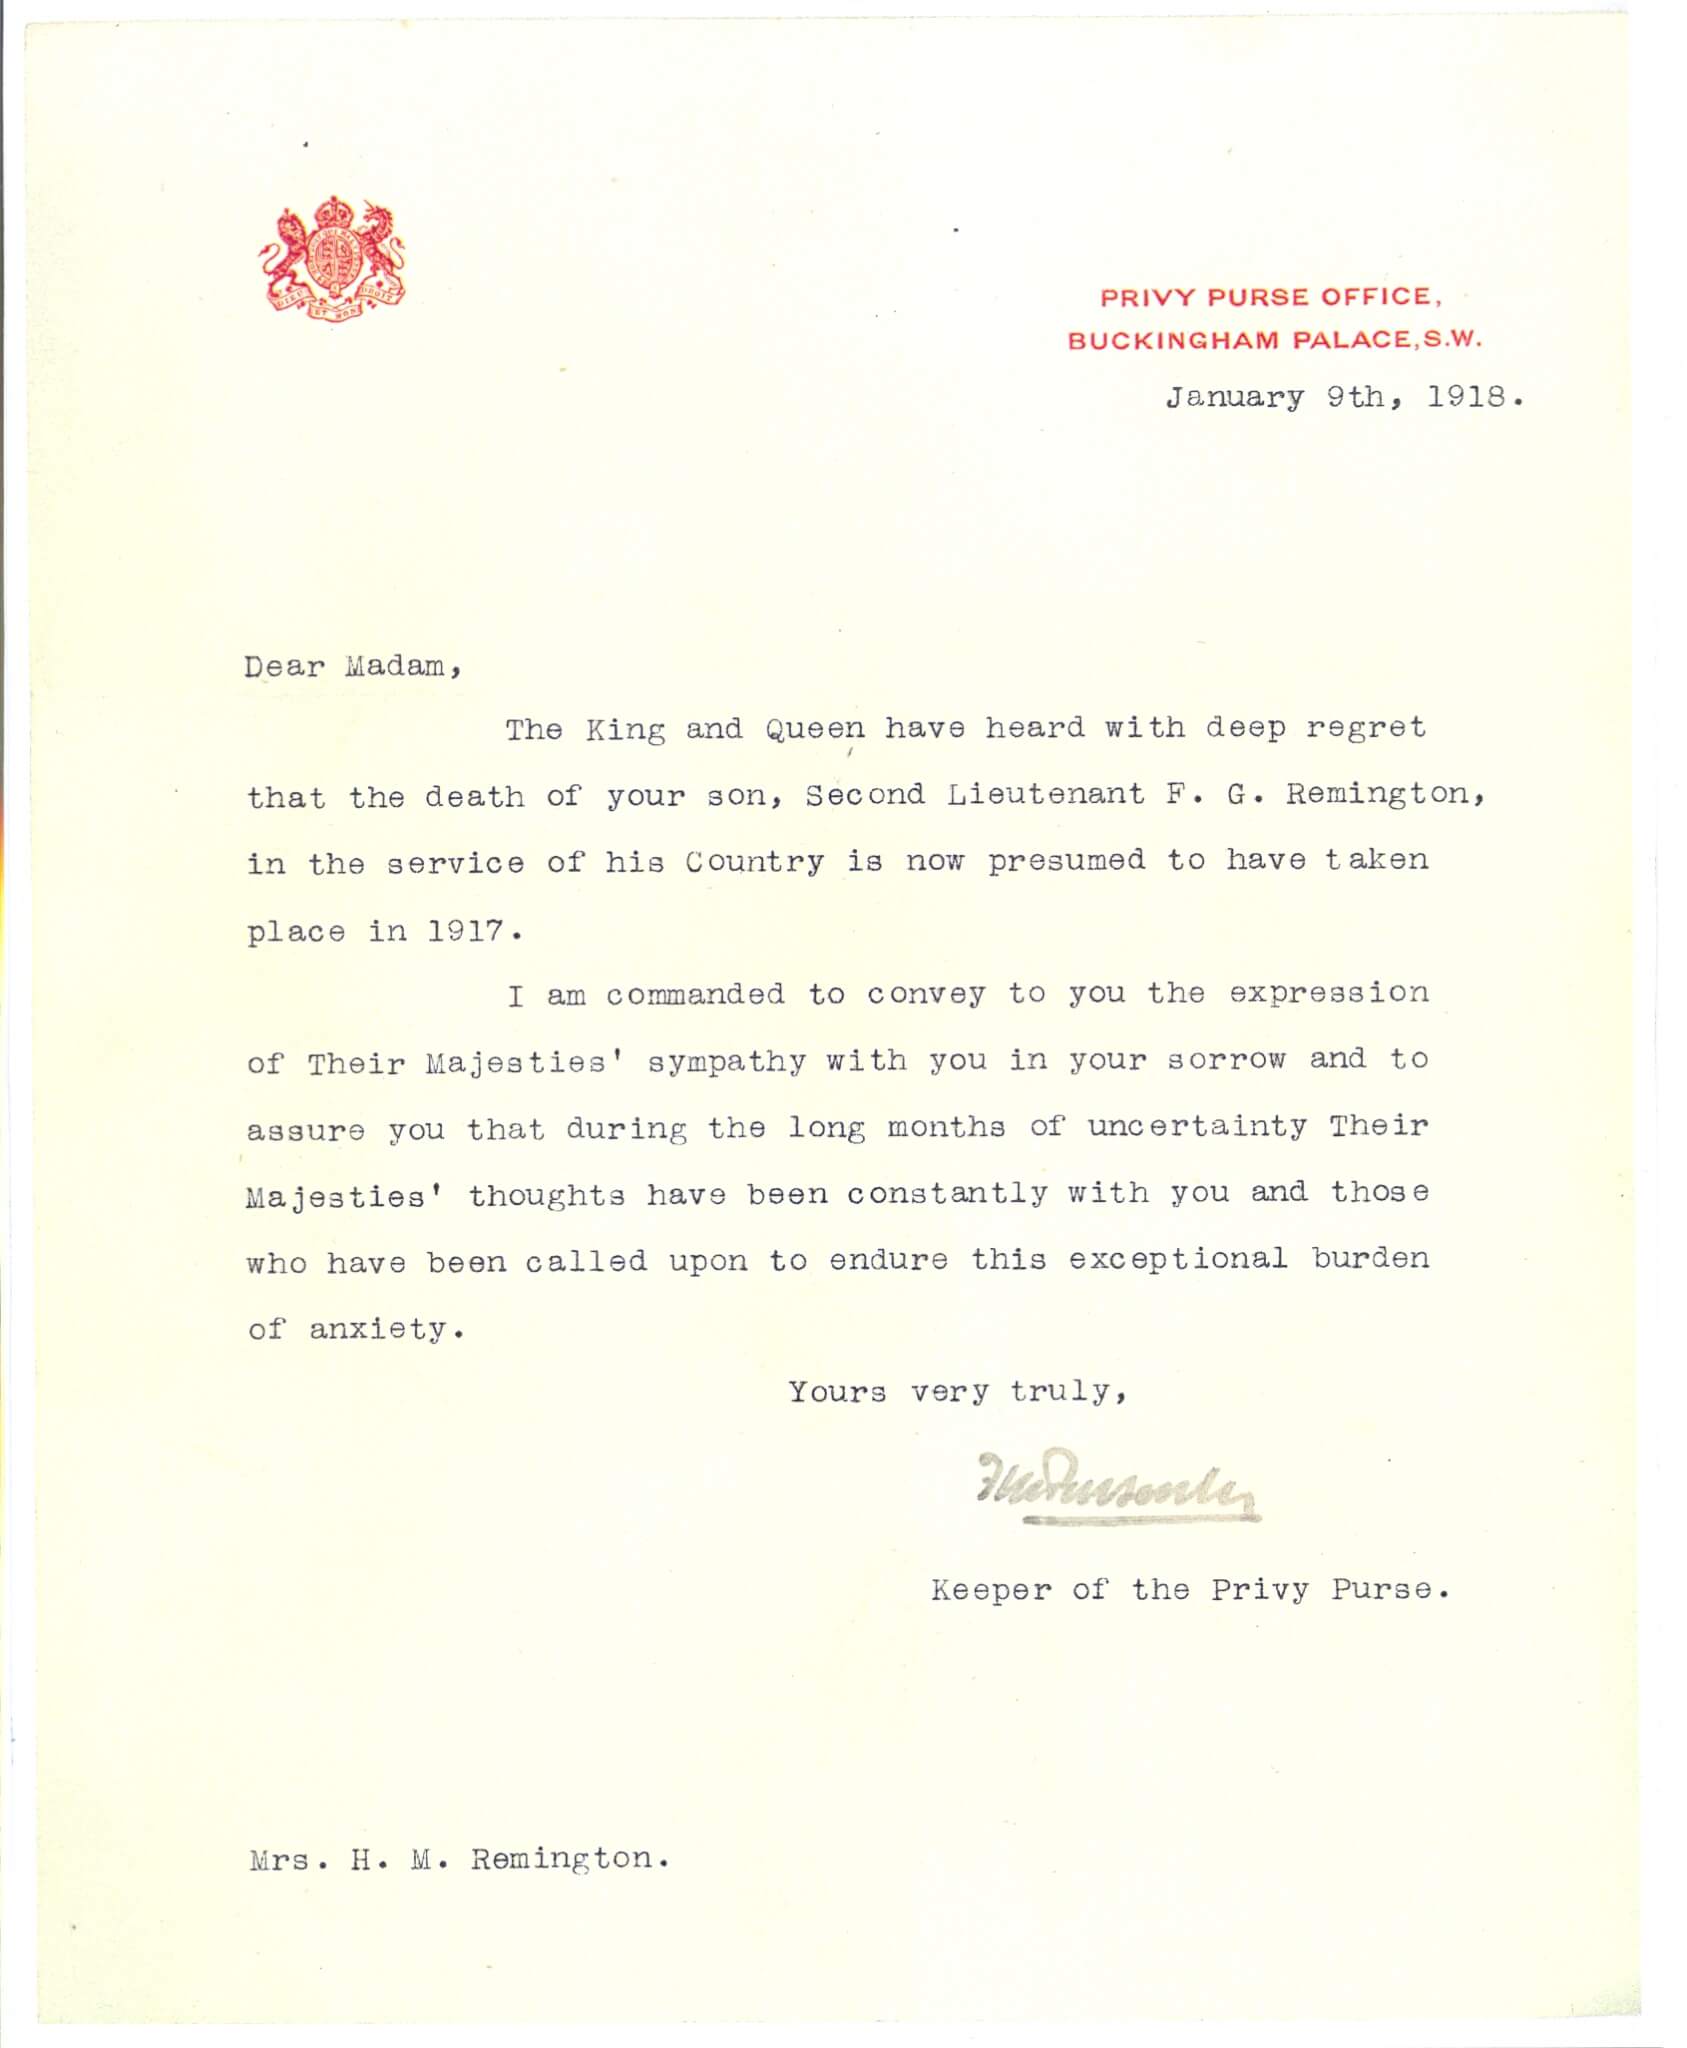 PRIVY PURSE OFFICE,
BUCKINGHAM PALACE, S.W.
January 9th, 1918.
DIEU ET MON DROIT
Dear Madam,
The King and Queen have heard with deep regret
that the death of your son, Second Lieutenant F. G. Remington,
in the service of his Country is now presumed to have taken
place in 1917.
I am commanded to convey to you the expression
of Their Majesties' sympathy with you in your sorrow and to
assure you that during the long months of uncertainty Their
Majesties' thoughts have been constantly with you and those
who have been called upon to endure this exceptional burden
of anxiety.
Yours very truly,
Keeper of the Privy Purse.
Mrs. H. M. Remington.